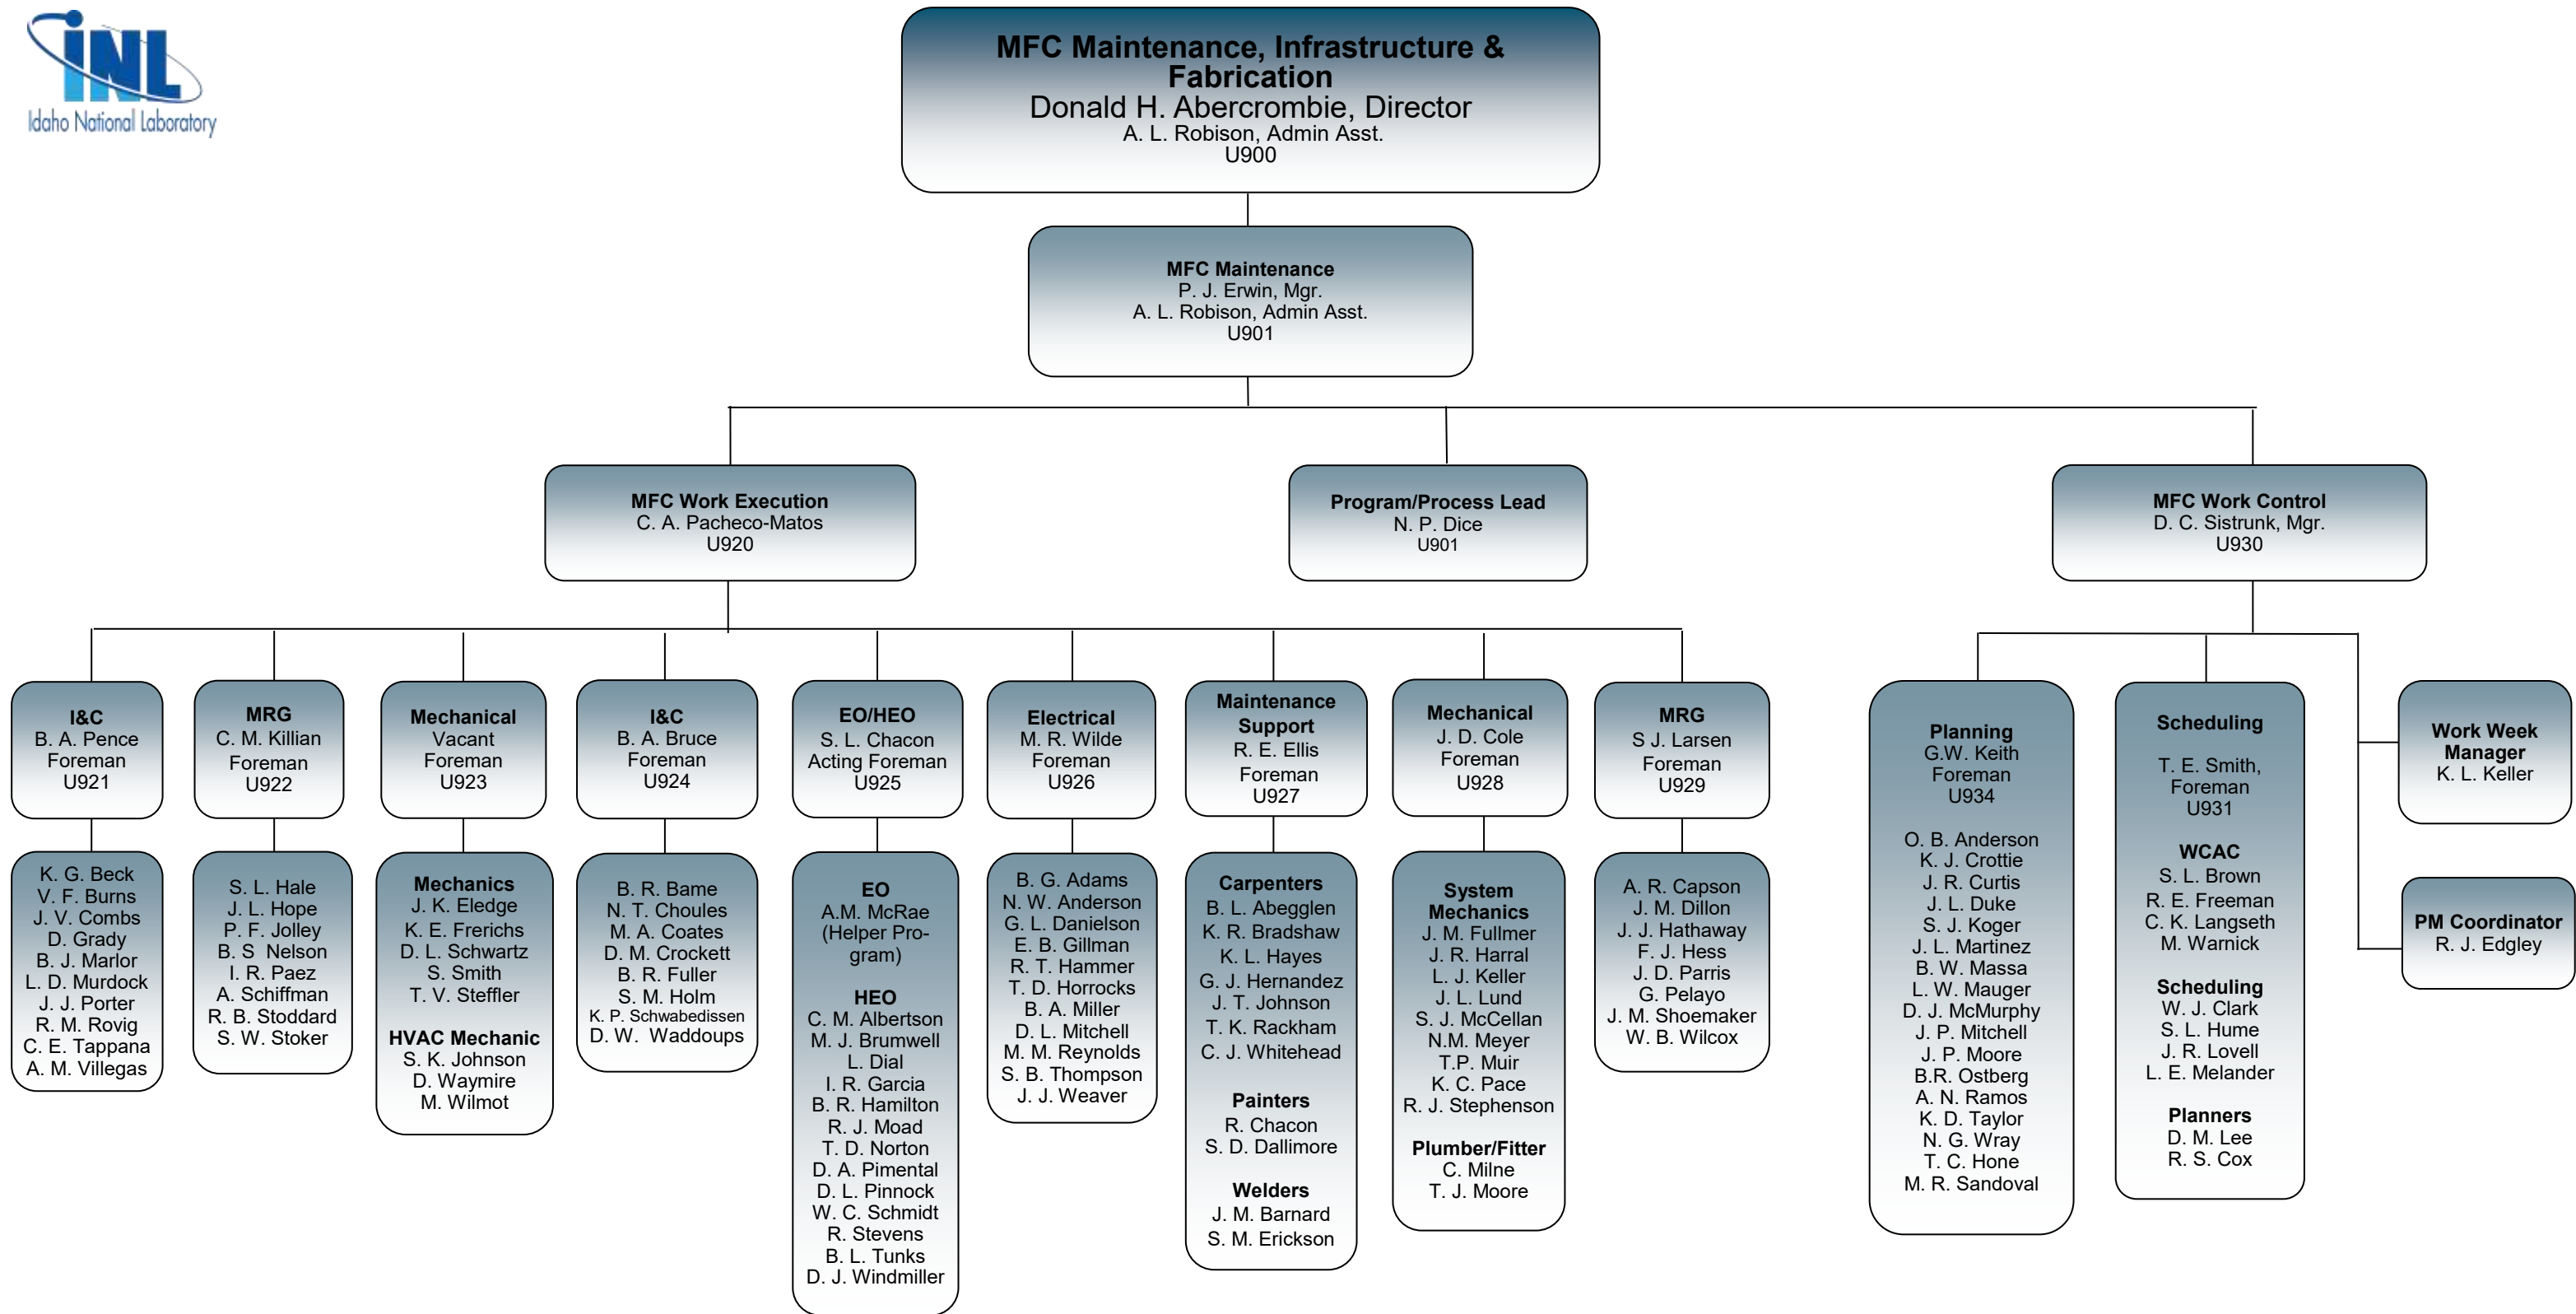 iNL
Idaho National Laboratory
MFC Maintenance, Infrastructure &
Fabrication
Donald H. Abercrombie, Director
A. L. Robison, Admin Asst.
U900
MFC Maintenance
P. J. Erwin, Mgr.
A. L. Robison, Admin Asst.
U901
MFC Work Execution
C. A. Pacheco-Matos
U920
Program/Process Lead
N. P. Dice
U901
MFC Work Control
D. C. Sistrunk, Mgr.
U930
I&C
B. A. Pence
Foreman
U921
MRG
C. M. Killian
Foreman
U922
Mechanical
Vacant
Foreman
U923
I&C
B. A. Bruce
Foreman
U924
EO/HEO
S. L. Chacon
Acting Foreman
U925
Electrical
M. R. Wilde
Foreman
U926
Maintenance
Support
R. E. Ellis
Foreman
U927
Mechanical
J. D. Cole
Foreman
U928
MRG
S J. Larsen
Foreman
U929
K. G. Beck
V. F. Burns
J. V. Combs
D. Grady
B. J. Marlor
L. D. Murdock
J. J. Porter
R. M. Rovig
C. E. Tappana
A. M. Villegas
S. L. Hale
J. L. Hope
P. F. Jolley
B. S Nelson
I. R. Paez
A. Schiffman
R. B. Stoddard
S. W. Stoker
Mechanics
J. K. Eledge
K. E. Frerichs
D. L. Schwartz
S. Smith
T. V. Steffler
HVAC Mechanic
S. K. Johnson
D. Waymire
M. Wilmot
B. R. Bame
N. T. Choules
M. A. Coates
D. M. Crockett
B. R. Fuller
S. M. Holm
K. P. Schwabedissen
D. W. Waddoups
EO
A.M. McRae
(Helper Pro-
gram)
HEO
C. M. Albertson
M. J. Brumwell
L. Dial
I. R. Garcia
B. R. Hamilton
R. J. Moad
T. D. Norton
D. A. Pimental
D. L. Pinnock
W. C. Schmidt
R. Stevens
B. L. Tunks
D. J. Windmiller
B. G. Adams
N. W. Anderson
G. L. Danielson
E. B. Gillman
R. T. Hammer
T. D. Horrocks
B. A. Miller
D. L. Mitchell
M. M. Reynolds
S. B. Thompson
J. J. Weaver
Carpenters
B. L. Abegglen
K. R. Bradshaw
K. L. Hayes
G. J. Hernandez
J. T. Johnson
T. K. Rackham
C. J. Whitehead
Painters
R. Chacon
S. D. Dallimore
Welders
J. M. Barnard
S. M. Erickson
System
Mechanics
J. M. Fullmer
J. R. Harral
L. J. Keller
J. L. Lund
S. J. McCellan
N.M. Meyer
T.P. Muir
K. C. Pace
R. J. Stephenson
Plumber/Fitter
C. Milne
T. J. Moore
A. R. Capson
J. M. Dillon
J. J. Hathaway
F. J. Hess
J. D. Parris
G. Pelayo
J. M. Shoemaker
W. B. Wilcox
Planning
G.W. Keith
Foreman
U934
O. B. Anderson
K. J. Crottie
J. R. Curtis
J. L. Duke
S. J. Koger
J. L. Martinez
B. W. Massa
L. W. Mauger
D. J. McMurphy
J. P. Mitchell
J. P. Moore
B.R. Ostberg
A. N. Ramos
K. D. Taylor
N. G. Wray
T. C. Hone
M. R. Sandoval
Scheduling
T. E. Smith,
Foreman
U931
WCAC
S. L. Brown
R. E. Freeman
C. K. Langseth
M. Warnick
Scheduling
W. J. Clark
S. L. Hume
J. R. Lovell
L. E. Melander
Planners
D. M. Lee
R. S. Cox
Work Week
Manager
K. L. Keller
PM Coordinator
R. J. Edgley